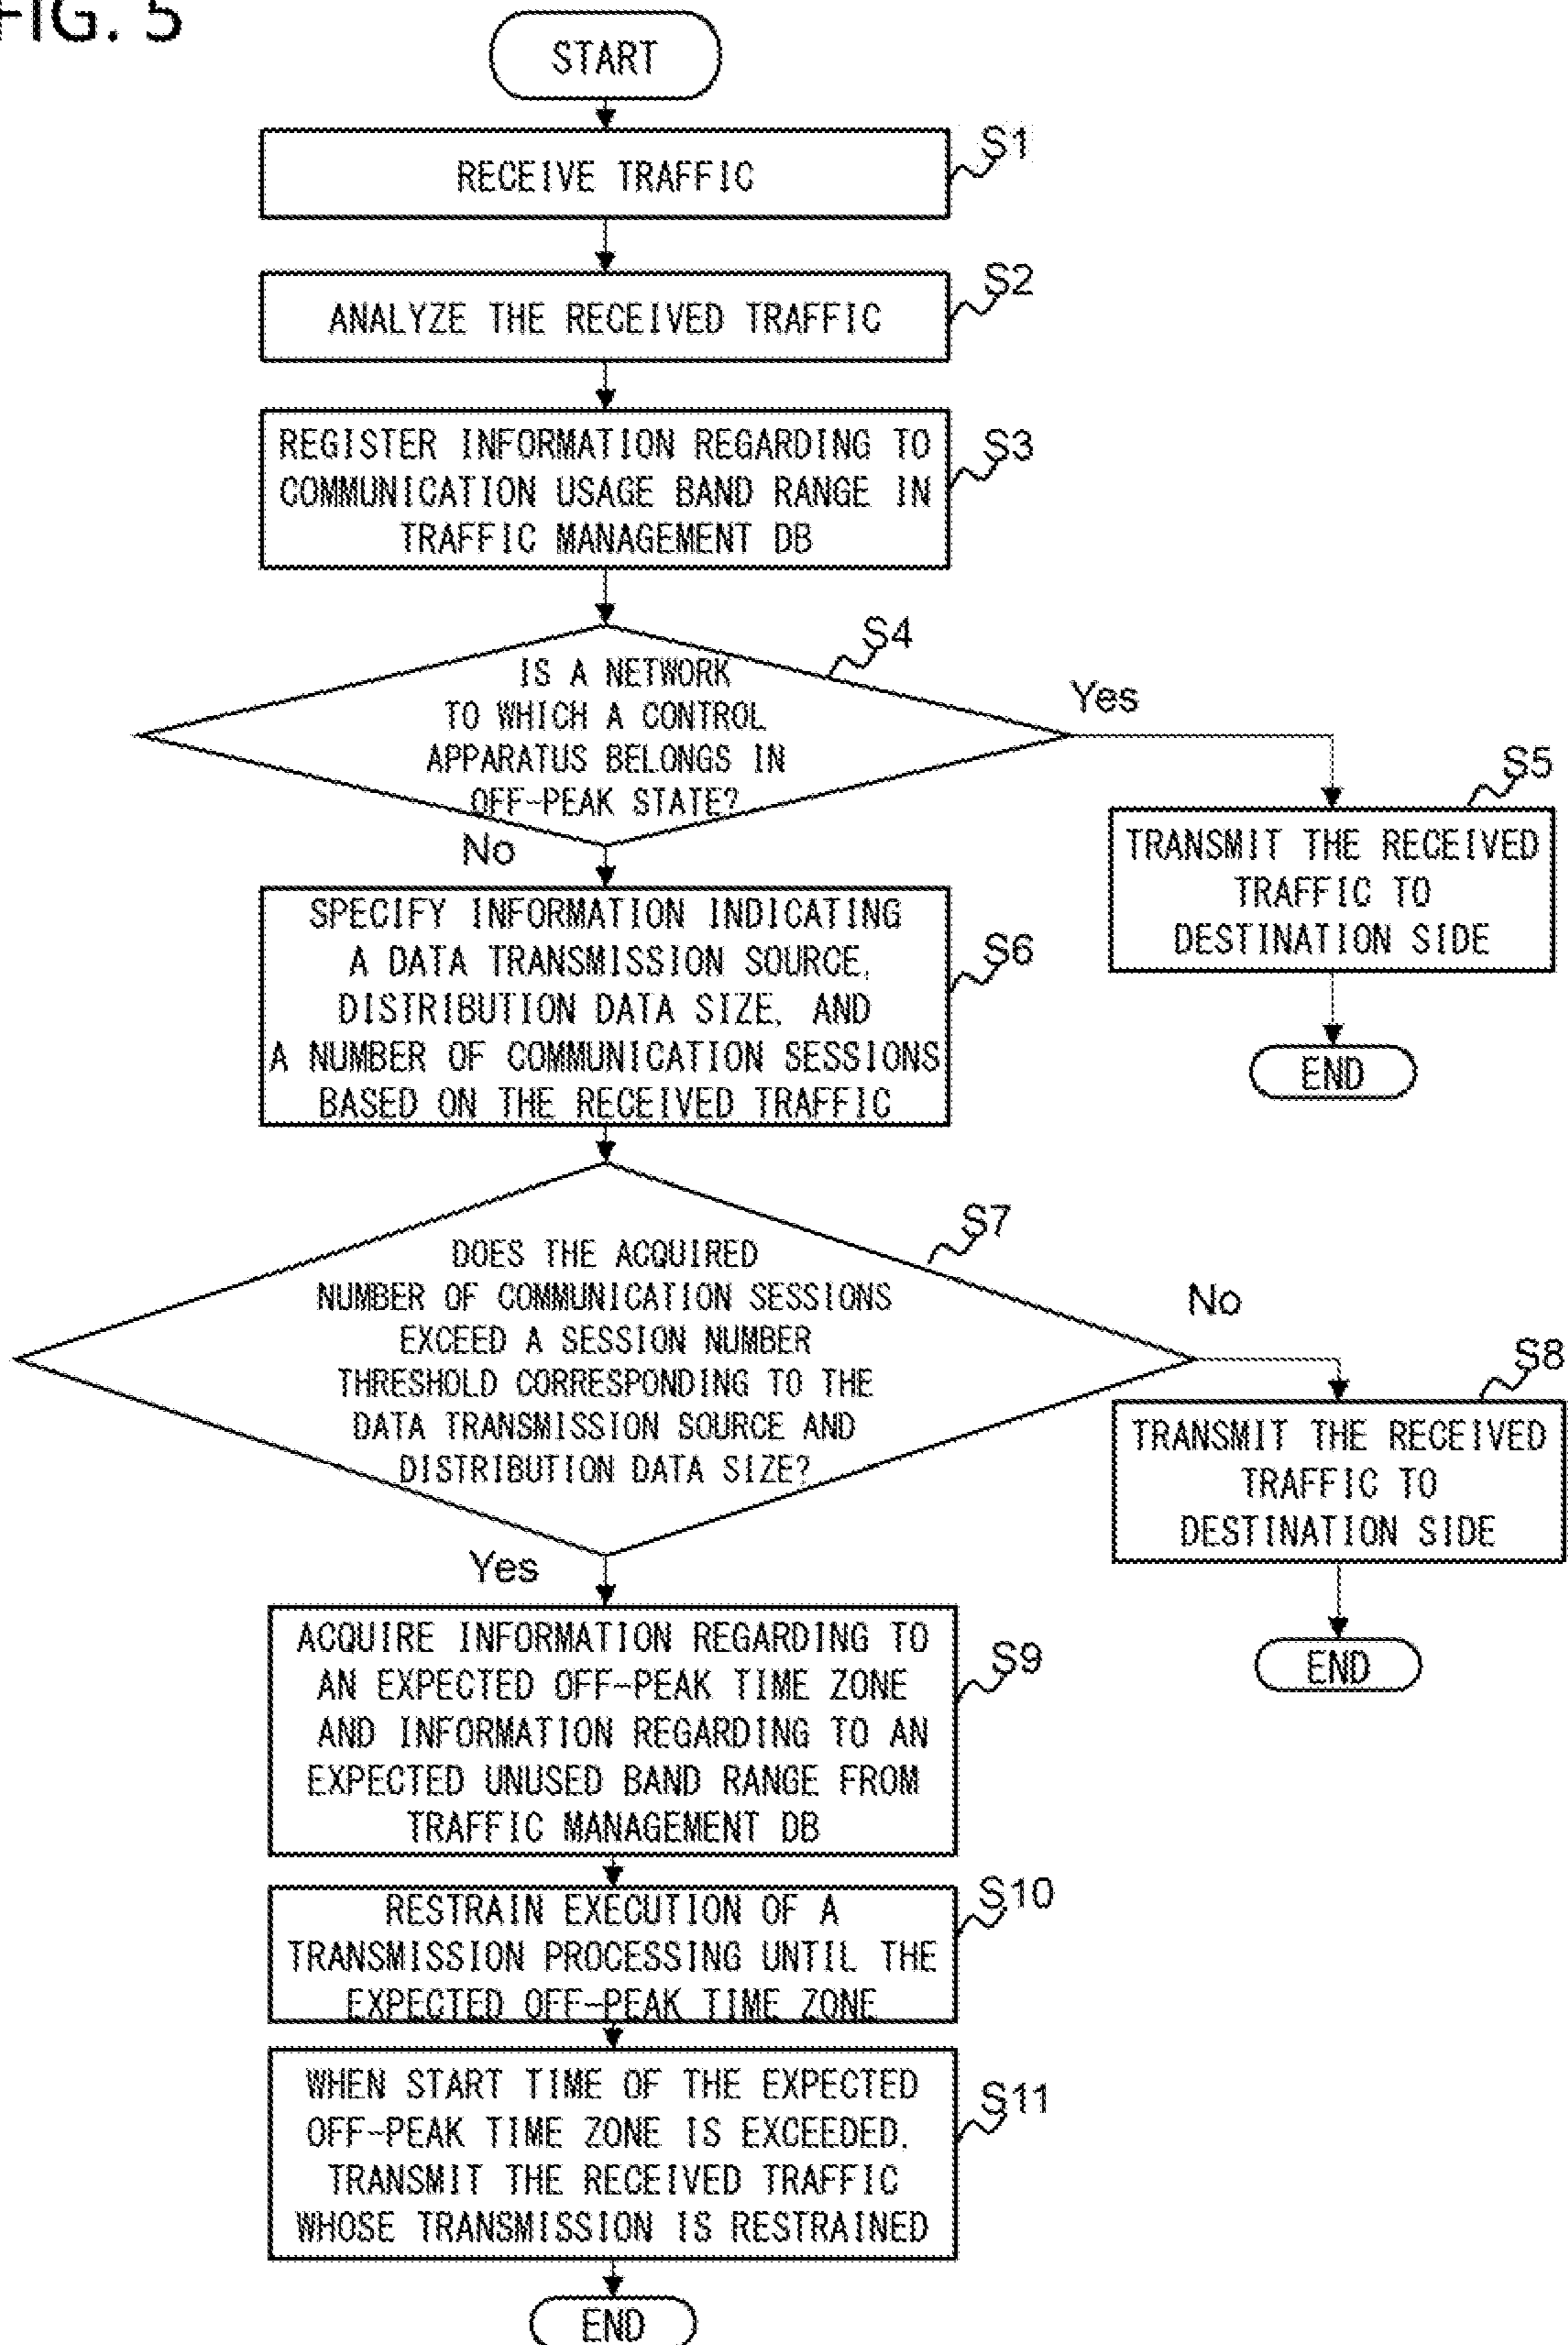 FIG. 5
START
RECEIVE TRAFFIC
S1
ANALYZE THE RECEIVED TRAFFIC
S2
REGISTER INFORMATION REGARDING TO
COMMUNICATION USAGE BAND RANGE IN
TRAFFIC MANAGEMENT DB
S3
IS A NETWORK
TO WHICH A CONTROL
APPARATUS BELONGS IN
OFF-PEAK STATE?
S4
Yes
S5
TRANSMIT THE RECEIVED
TRAFFIC TO
DESTINATION SIDE
END
No
SPECIFY INFORMATION INDICATING
A DATA TRANSMISSION SOURCE,
DISTRIBUTION DATA SIZE, AND
A NUMBER OF COMMUNICATION SESSIONS
BASED ON THE RECEIVED TRAFFIC
S6
DOES THE ACQUIRED
NUMBER OF COMMUNICATION SESSIONS
EXCEED A SESSION NUMBER
THRESHOLD CORRESPONDING TO THE
DATA TRANSMISSION SOURCE AND
DISTRIBUTION DATA SIZE?
S7
No
S8
TRANSMIT THE RECEIVED
TRAFFIC TO
DESTINATION SIDE
END
Yes
ACQUIRE INFORMATION REGARDING TO
AN EXPECTED OFF-PEAK TIME ZONE
AND INFORMATION REGARDING TO AN
EXPECTED UNUSED BAND RANGE FROM
TRAFFIC MANAGEMENT DB
S9
RESTRAIN EXECUTION OF A
TRANSMISSION PROCESSING UNTIL THE
EXPECTED OFF-PEAK TIME ZONE
S10
WHEN START TIME OF THE EXPECTED
OFF-PEAK TIME ZONE IS EXCEEDED,
TRANSMIT THE RECEIVED TRAFFIC
WHOSE TRANSMISSION IS RESTRAINED
S11
END